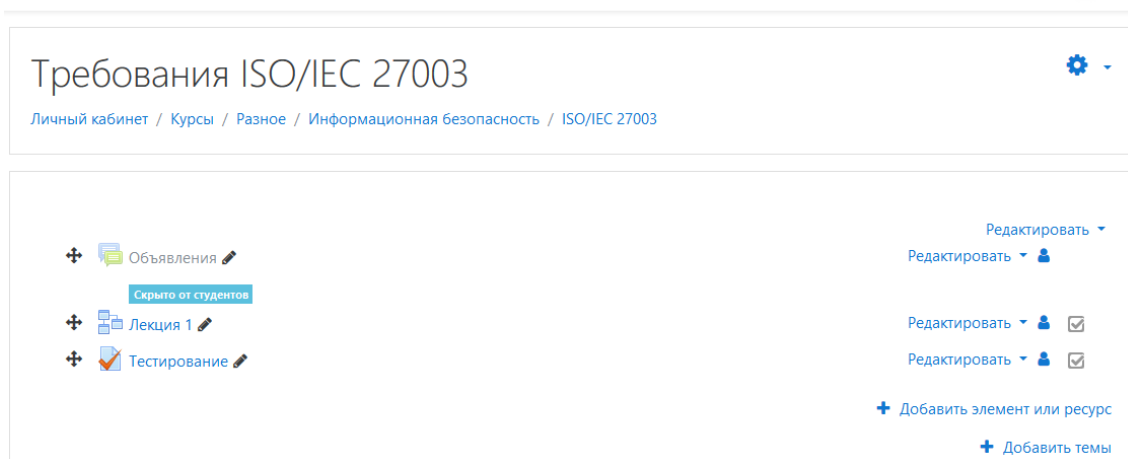 Требования ISO/IEC 27003
Личный кабинет / Курсы / Разное / Информационная безопасность / ISO/IEC 27003
Редактировать
Объявления Редактировать
Скрыто от студентов
Лекция 1 Редактировать
Тестирование Редактировать
Добавить элемент или ресурс
Добавить темы